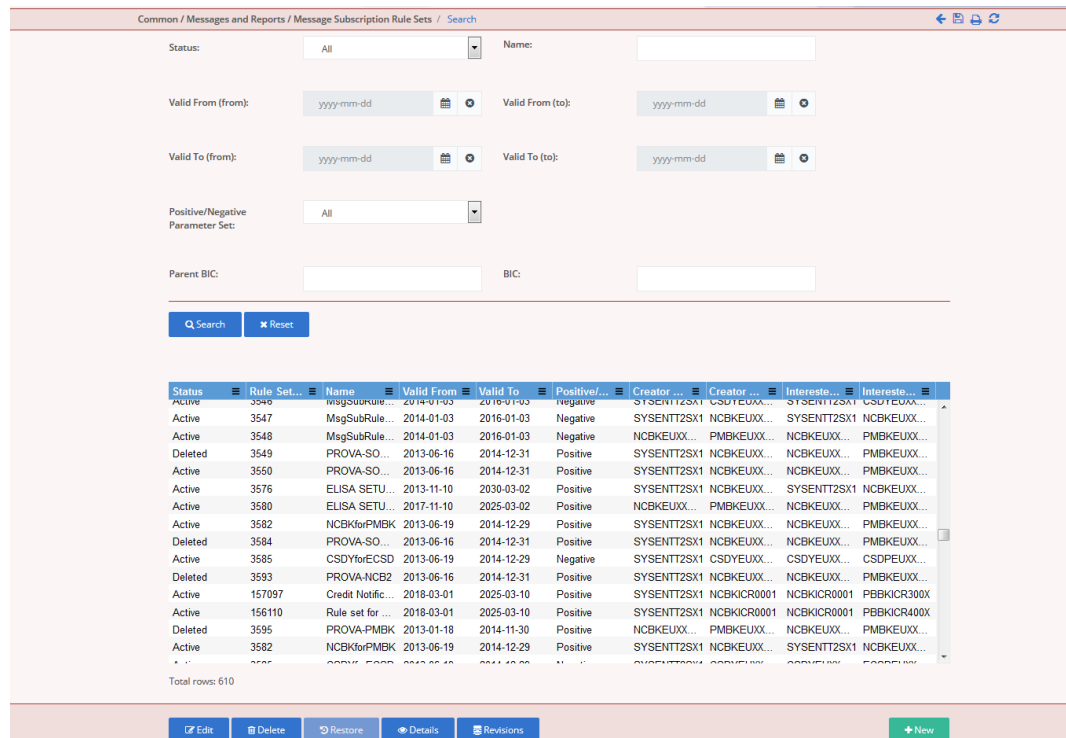 Common / Messages and Reports / Message Subscription Rule Sets / Search
Status: All Name:
Valid From (from): yyyy-mm-dd Valid From (to): yyyy-mm-dd
Valid To (from): yyyy-mm-dd Valid To (to): yyyy-mm-dd
Positive/Negative Parameter Set: All
Parent BIC: BIC:
Search Reset
Status Rule Set... Name Valid From Valid To Positive/... Creator ... Creator ... Intereste... Intereste...
Active 3546 MsgSubRule... 2014-01-03 2016-01-03 Negative SYSENTT2SX1 CSDYEUXX... SYSENTT2SX1 CSDYEUXX...
Active 3547 MsgSubRule... 2014-01-03 2016-01-03 Negative SYSENTT2SX1 NCBKEUXX... SYSENTT2SX1 NCBKEUXX...
Active 3548 MsgSubRule... 2014-01-03 2016-01-03 Negative NCBKEUXX... PMBKEUXX... NCBKEUXX... PMBKEUXX...
Deleted 3549 PROVA-SO... 2013-06-16 2014-12-31 Positive SYSENTT2SX1 NCBKEUXX... NCBKEUXX... PMBKEUXX...
Active 3550 PROVA-SO... 2013-06-16 2014-12-31 Positive SYSENTT2SX1 NCBKEUXX... NCBKEUXX... PMBKEUXX...
Active 3576 ELISA SETU... 2013-11-10 2030-03-02 Positive SYSENTT2SX1 NCBKEUXX... SYSENTT2SX1 NCBKEUXX...
Active 3580 ELISA SETU... 2017-11-10 2025-03-02 Positive NCBKEUXX... PMBKEUXX... NCBKEUXX... PMBKEUXX...
Active 3582 NCBKforPMBK 2013-06-19 2014-12-29 Positive SYSENTT2SX1 NCBKEUXX... NCBKEUXX... PMBKEUXX...
Deleted 3584 PROVA-SO... 2013-06-16 2014-12-31 Positive SYSENTT2SX1 NCBKEUXX... NCBKEUXX... PMBKEUXX...
Active 3585 CSDYforECSD 2013-06-19 2014-12-29 Negative SYSENTT2SX1 CSDYEUXX... CSDYEUXX... CSDPEUXX...
Deleted 3593 PROVA-NCB2 2013-06-16 2014-12-31 Positive SYSENTT2SX1 NCBKEUXX... NCBKEUXX... PMBKEUXX...
Active 157097 Credit Notific... 2018-03-01 2025-03-10 Positive SYSENTT2SX1 NCBKICR0001 NCBKICR0001 PBBKICR300X
Active 156110 Rule set for ... 2018-03-01 2025-03-10 Positive SYSENTT2SX1 NCBKICR0001 NCBKICR0001 PBBKICR400X
Deleted 3595 PROVA-PMBK 2013-01-18 2014-11-30 Positive NCBKEUXX... PMBKEUXX... NCBKEUXX... PMBKEUXX...
Active 3582 NCBKforPMBK 2013-06-19 2014-12-29 Positive SYSENTT2SX1 NCBKEUXX... SYSENTT2SX1 NCBKEUXX...
Total rows: 610
Edit Delete Restore Details Revisions New